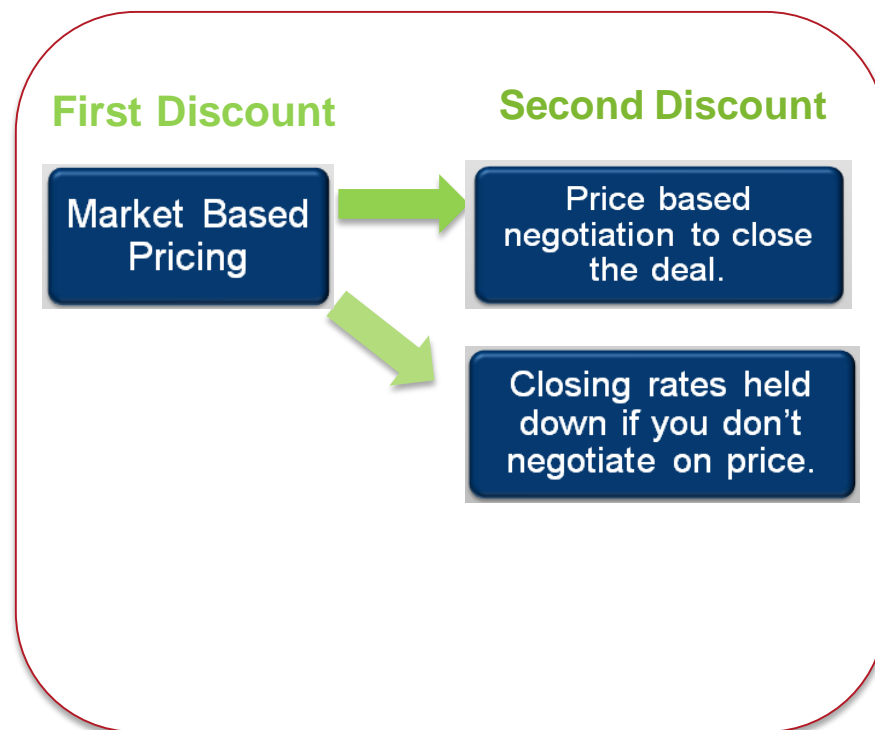 First Discount
Second Discount
Market Based
Pricing
Price based
negotiation to close
the deal.
Closing rates held
down if you don’t
negotiate on price.